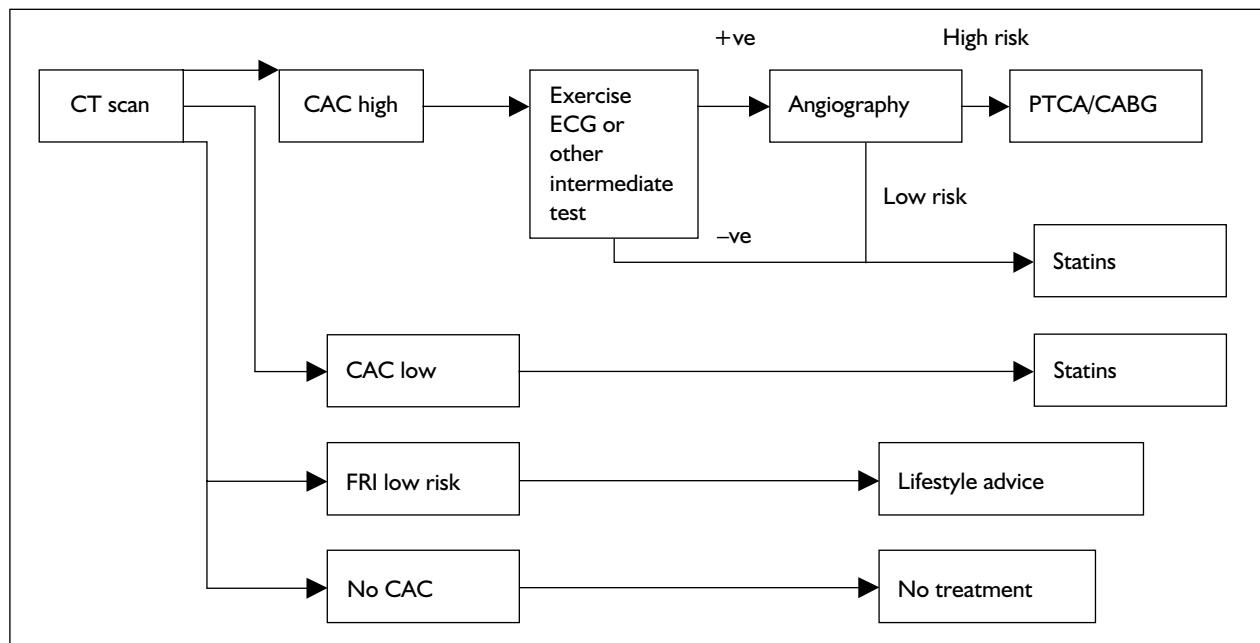 +ve
High risk
CT scan
CAC high
Exercise
ECG or
other
intermediate
test
Angiography
PTCA/CABG
Low risk
–ve
Statins
CAC low
Statins
FRI low risk
Lifestyle advice
No CAC
No treatment